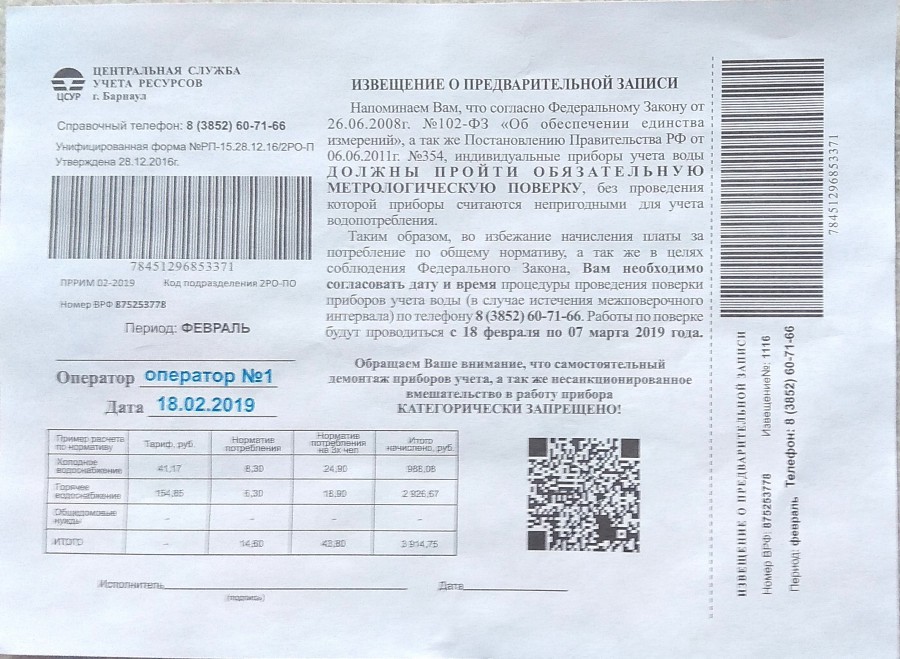 ЦЕНТРАЛЬНАЯ СЛУЖБА
УЧЕТА РЕСУРСОВ
г. Барнаул
ЦСУР
Справочный телефон: 8 (3852) 60-71-66
Унифицированная форма №РП-15.28.12.16/2РО-П
Утверждена 28.12.2016г.
78451296853371
ПРРИМ 02-2019 Код подразделения 2РО-ПО
Номер ВРФ 875253778
Период: ФЕВРАЛЬ
Оператор оператор №1
Дата 18.02.2019
ИЗВЕЩЕНИЕ О ПРЕДВАРИТЕЛЬНОЙ ЗАПИСИ
Напоминаем Вам, что согласно Федеральному Закону от
26.06.2008г. №102-ФЗ «Об обеспечении единства
измерений», а так же Постановлению Правительства РФ от
06.06.2011г. №354, индивидуальные приборы учета воды
ДОЛЖНЫ ПРОЙТИ ОБЯЗАТЕЛЬНУЮ
МЕТРОЛОГИЧЕСКУЮ ПОВЕРКУ, без проведения
которой приборы считаются непригодными для учета
водопотребления.
Таким образом, во избежание начисления платы за
потребление по общему нормативу, а так же в целях
соблюдения Федерального Закона, Вам необходимо
согласовать дату и время процедуры проведения поверки
приборов учета воды (в случае истечения межповерочного
интервала) по телефону 8 (3852) 60-71-66. Работы по поверке
будут проводиться с 18 февраля по 07 марта 2019 года.
Обращаем Ваше внимание, что самостоятельный
демонтаж приборов учета, а так же несанкционированное
вмешательство в работу прибора
КАТЕГОРИЧЕСКИ ЗАПРЕЩЕНО!
Пример расчета по нормативу Тариф, руб. Норматив потребления Норматив потребления на 3х чел Итого начислено, руб.
Холодное водоснабжение 41,17 24,90
Горячее водоснабжение 154,85 18,90
Общедомовые нужды - - - -
ИТОГО - 14,60 43,80 3 914,75
Исполнитель Дата
(подпись)
78451296853371
ИЗВЕЩЕНИЕ О ПРЕДВАРИТЕЛЬНОЙ ЗАПИСИ
Номер ВРФ: 875253778 Извещение№: 1116
Период: февраль Телефон: 8 (3852) 60-71-66